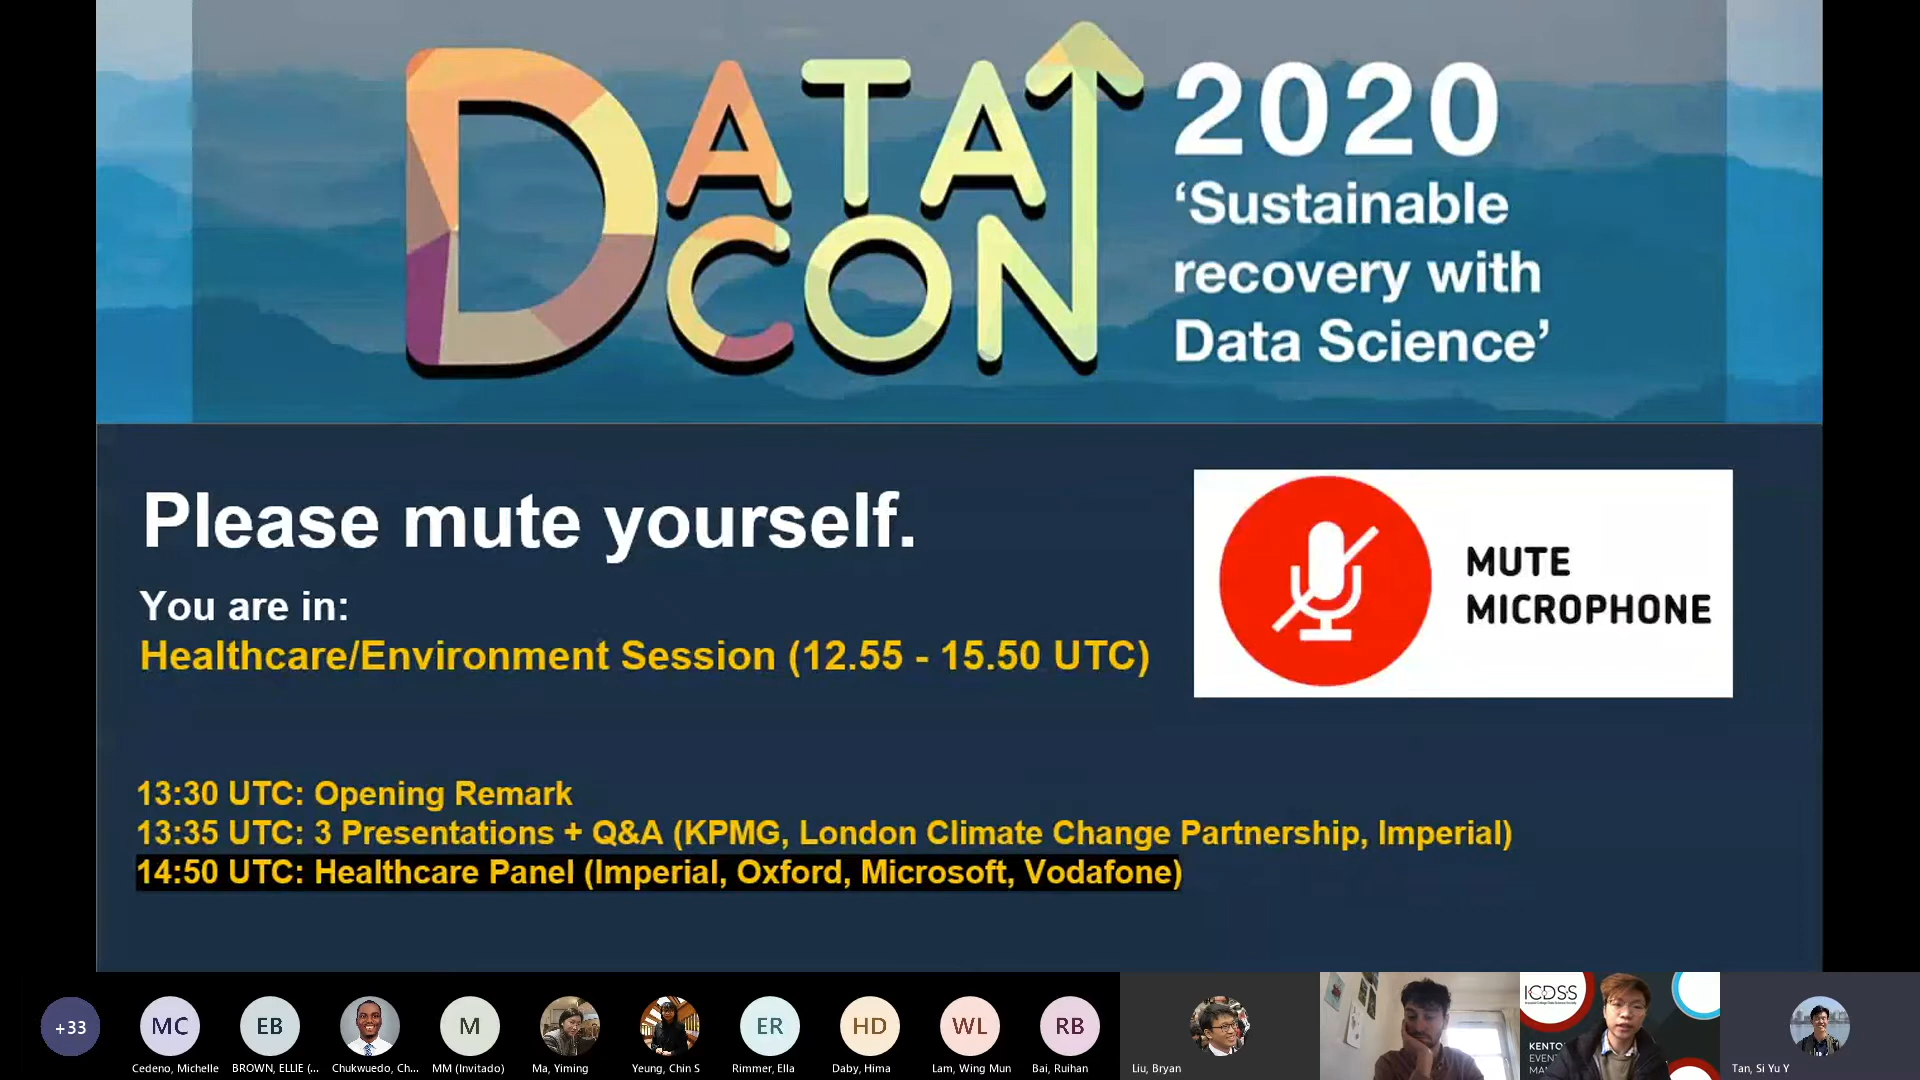 DATA
CON
2020
‘Sustainable
recovery with
Data Science’
Please mute yourself.
You are in:
Healthcare/Environment Session (12.55 - 15.50 UTC)
MUTE
MICROPHONE
13:30 UTC: Opening Remark
13:35 UTC: 3 Presentations + Q&A (KPMG, London Climate Change Partnership, Imperial)
14:50 UTC: Healthcare Panel (Imperial, Oxford, Microsoft, Vodafone)
+33
MC
EB
M
ER
HD
WL
RB
ICDSS
KENTO
EVEN
MA
Cedeno, Michelle
BROWN, ELLIE (...
Chukwuedo, Ch...
MM (Invitado)
Ma, Yiming
Yeung, Chin S
Rimmer, Ella
Daby, Hima
Lam, Wing Mun
Bai, Ruihan
Liu, Bryan
Tan, Si Yu Y